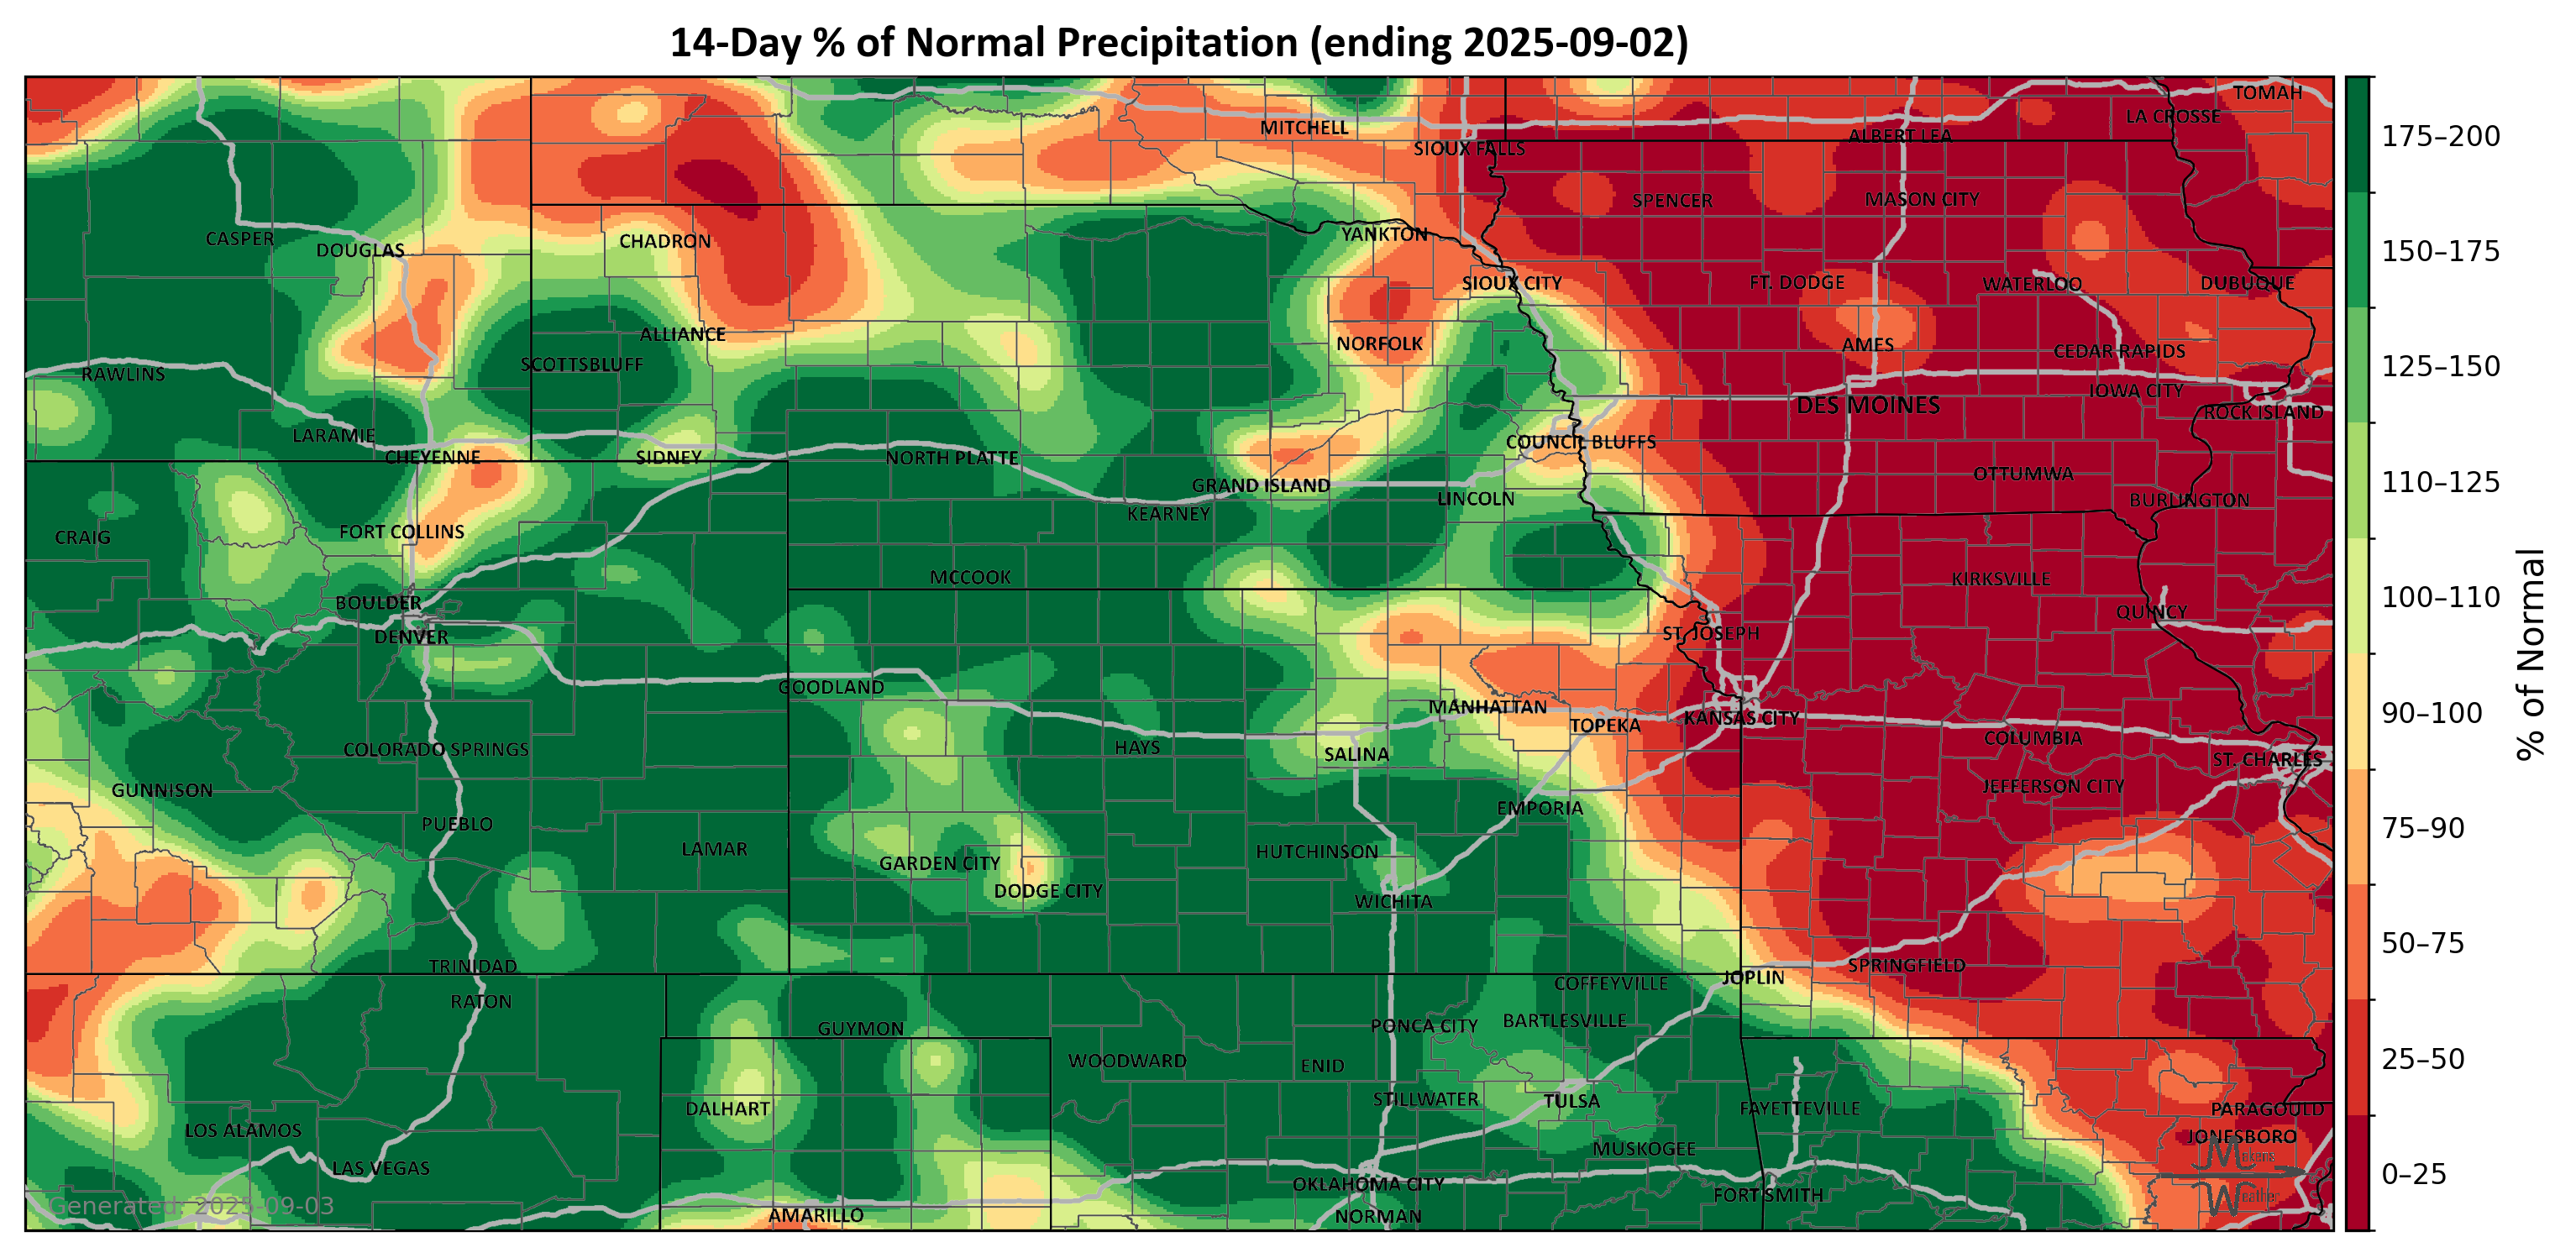 14-Day % of Normal Precipitation (ending 2025-09-02)
TOMAH
LA CROSSE
MITCHELL
ALBERT LEA
SIOUX FALLS
SPENCER
MASON CITY
CASPER
DOUGLAS
CHADRON
YANKTON
SIOUX CITY
FT. DODGE
WATERLOO
DUBUQUE
ALLIANCE
NORFOLK
AMES
CEDAR RAPIDS
SCOTTSBLUFF
RAWLINS
IOWA CITY
DES MOINES
ROCK ISLAND
LARAMIE
COUNCIL BLUFFS
CHEYENNE
SIDNEY
NORTH PLATTE
OTTUMWA
GRAND ISLAND
LINCOLN
BURLINGTON
KEARNEY
FORT COLLINS
CRAIG
MCCOOK
KIRKSVILLE
BOULDER
QUINCY
DENVER
ST. JOSEPH
GOODLAND
MANHATTAN
KANSAS CITY
TOPEKA
COLUMBIA
COLORADO SPRINGS
HAYS
SALINA
ST. CHARLES
GUNNISON
JEFFERSON CITY
EMPORIA
PUEBLO
LAMAR
HUTCHINSON
GARDEN CITY
DODGE CITY
WICHITA
TRINIDAD
SPRINGFIELD
JOPLIN
COFFEYVILLE
RATON
GUYMON
PONCA CITY
BARTLESVILLE
WOODWARD
ENID
STILLWATER
TULSA
DALHART
FAYETTEVILLE
PARAGOULD
LOS ALAMOS
JONESBORO
MUSKOGEE
LAS VEGAS
OKLAHOMA CITY
FORT SMITH
AMARILLO
NORMAN
Generated: 2025-09-03
Makens
Weather
175–200
150–175
125–150
110–125
100–110
90–100
75–90
50–75
25–50
0–25
% of Normal